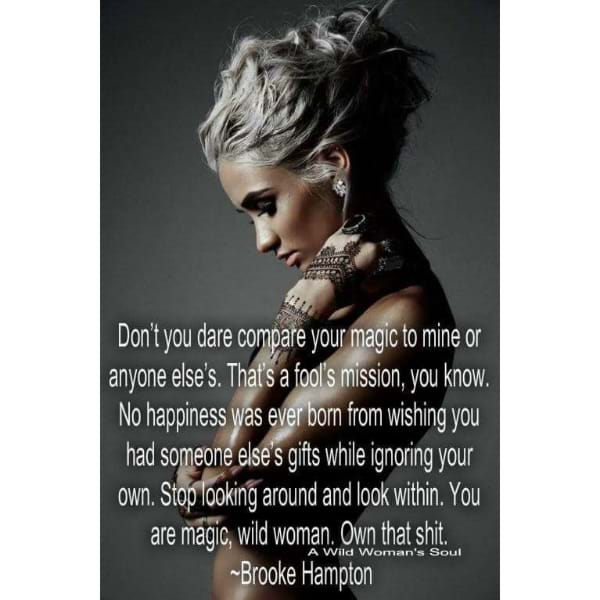 Don't you dare compare your magic to mine or
anyone else's. That's a fool's mission, you know.
No happiness was ever born from wishing you
had someone else's gifts while ignoring your
own. Stop looking around and look within. You
are magic, wild woman. Own that shit.
A Wild Woman's Soul
~Brooke Hampton